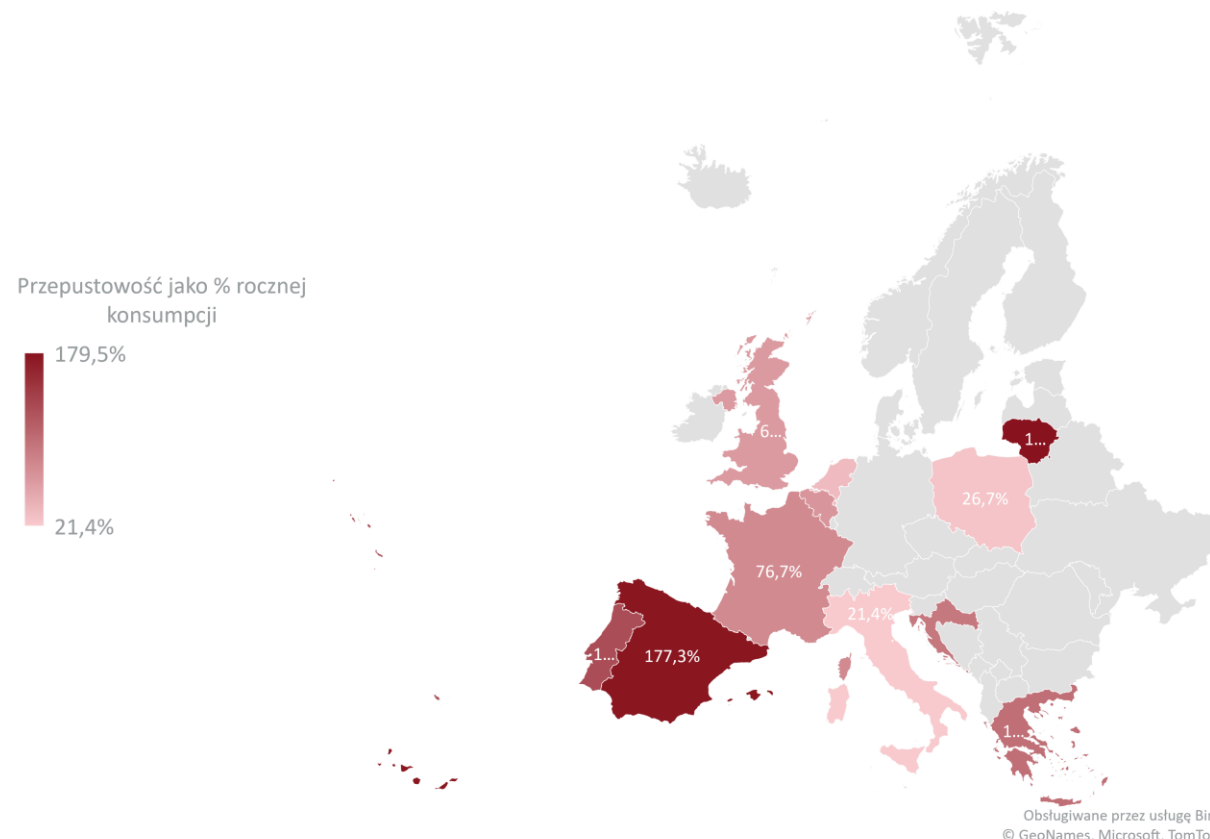 Przepustowość jako % rocznej
konsumpcji
179,5%
21,4%
6...
1...
26,7%
76,7%
21,4%
1...
177,3%
1...
Obsługiwane przez usługę Bin
© GeoNames, Microsoft, TomTo